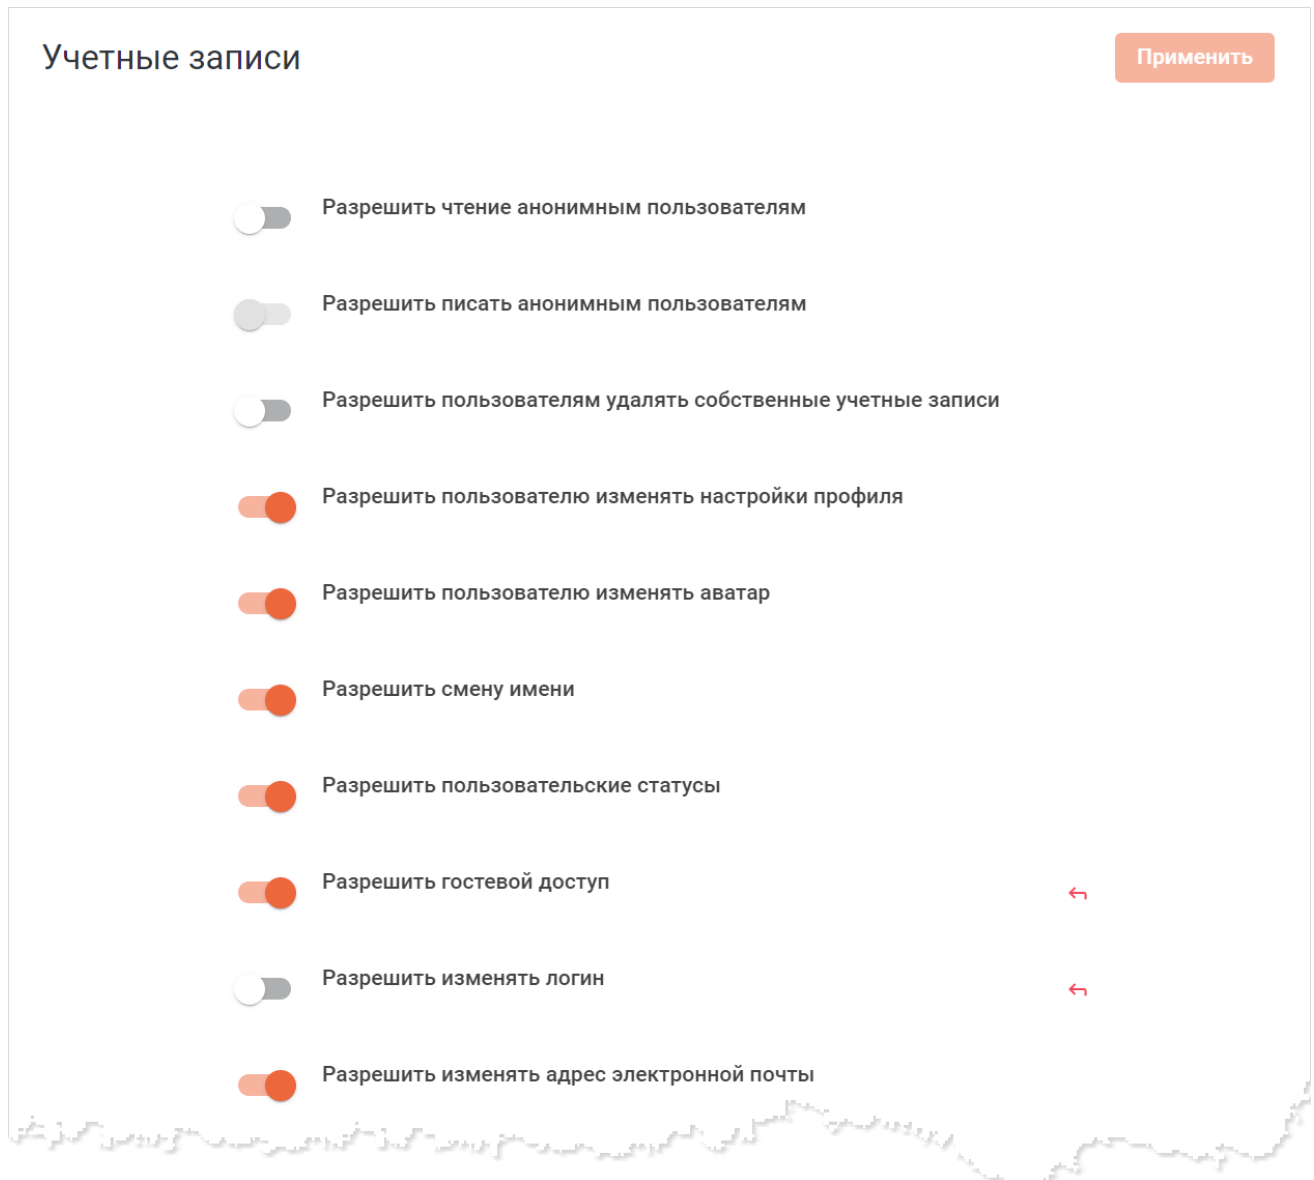 Учетные записи
Применить
Разрешить чтение анонимным пользователям
Разрешить писать анонимным пользователям
Разрешить пользователям удалять собственные учетные записи
Разрешить пользователю изменять настройки профиля
Разрешить пользователю изменять аватар
Разрешить смену имени
Разрешить пользовательские статусы
Разрешить гостевой доступ
Разрешить изменять логин
Разрешить изменять адрес электронной почты